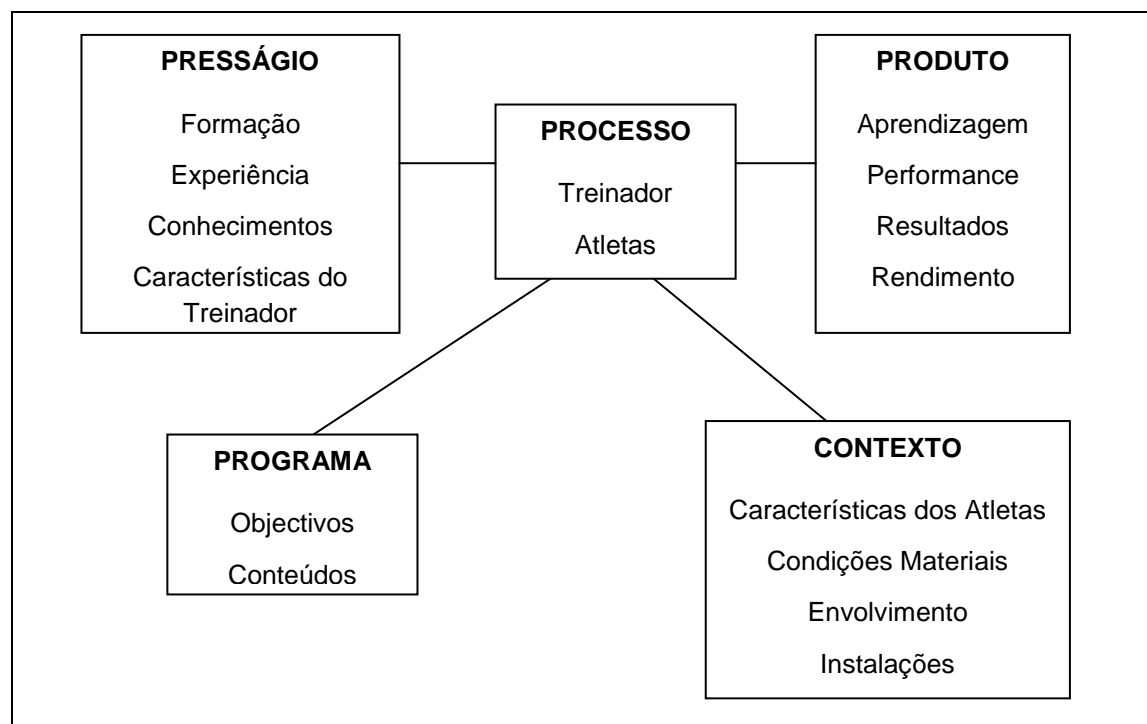 PRESSÁGIO
Formação
Experiência
Conhecimentos
Características do
Treinador
PROCESSO
Treinador
Atletas
PRODUTO
Aprendizagem
Performance
Resultados
Rendimento
PROGRAMA
Objectivos
Conteúdos
CONTEXTO
Características dos Atletas
Condições Materiais
Envolvimento
Instalações